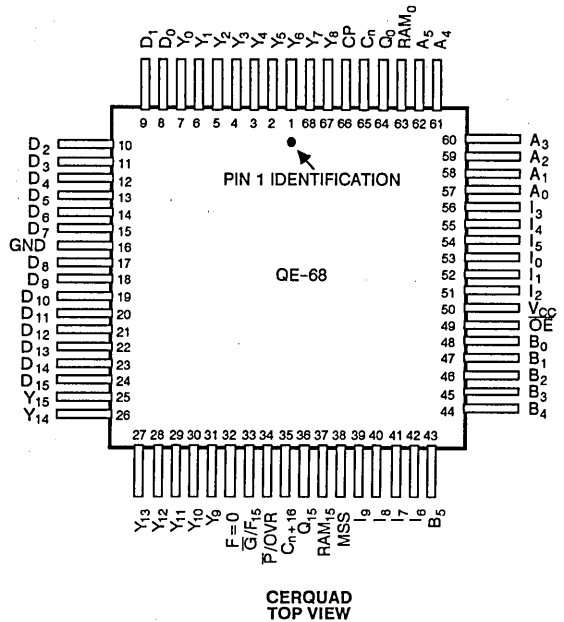 D₁ D₀ Y₀ Y₁ Y₂ Y₃ Y₄ Y₅ Y₆ Y₇ Y₈ CP Cₙ Q₀ RAM₀ A₅ A₄
9 8 7 6 5 4 3 2 1 68 67 66 65 64 63 62 61
D₂ 10 60 A₃
D₃ 11 59 A₂
D₄ 12 58 A₁
D₅ 13 57 A₀
D₆ 14 56 I₃
D₇ 15 55 I₄
GND 16 54 I₅
D₈ 17 53 I₀
D₉ 18 52 I₁
D₁₀ 19 51 I₂
D₁₁ 20 50 V_CC
D₁₂ 21 49 O̅E̅
D₁₃ 22 48 B₀
D₁₄ 23 47 B₁
D₁₅ 24 46 B₂
Y₁₅ 25 45 B₃
Y₁₄ 26 44 B₄
PIN 1 IDENTIFICATION
QE-68
27 28 29 30 31 32 33 34 35 36 37 38 39 40 41 42 43
Y₁₃ Y₁₂ Y₁₁ Y₁₀ Y₉ F=0 G̅/F₁₅ P̅/OVR Cₙ₊₁₆ Q₁₅ RAM₁₅ MSS I₉ I₈ I₇ I₆ B₅
CERQUAD
TOP VIEW